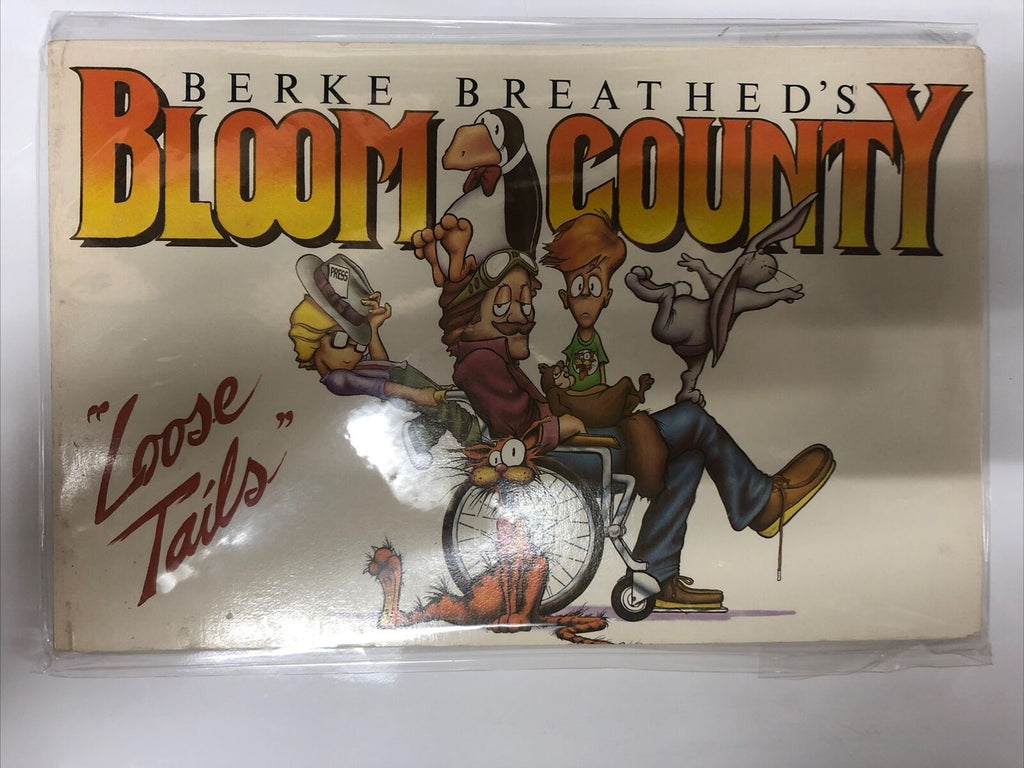 BERKE BREATHED'S
BLOOM COUNTY
PRESS
"Loose
Tails"